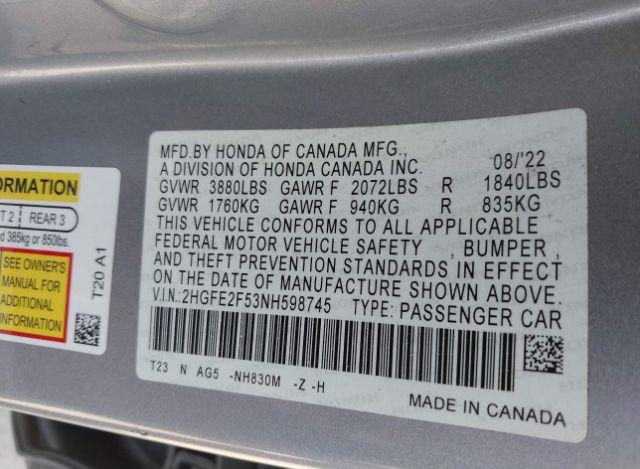 ORMATION
T 2 REAR 3
d 385kg or 850lbs.
SEE OWNER'S
MANUAL FOR
ADDITIONAL
INFORMATION
T20 A1
MFD.BY HONDA OF CANADA MFG.,
A DIVISION OF HONDA CANADA INC. 08/'22
GVWR 3880LBS GAWR F 2072LBS R 1840LBS
GVWR 1760KG GAWR F 940KG R 835KG
THIS VEHICLE CONFORMS TO ALL APPLICABLE
FEDERAL MOTOR VEHICLE SAFETY , BUMPER ,
AND THEFT PREVENTION STANDARDS IN EFFECT
ON THE DATE OF MANUFACTURE SHOWN ABOVE.
V.I.N.:2HGFE2F53NH598745 TYPE: PASSENGER CAR
T23 N AG5 -NH830M -Z -H
MADE IN CANADA